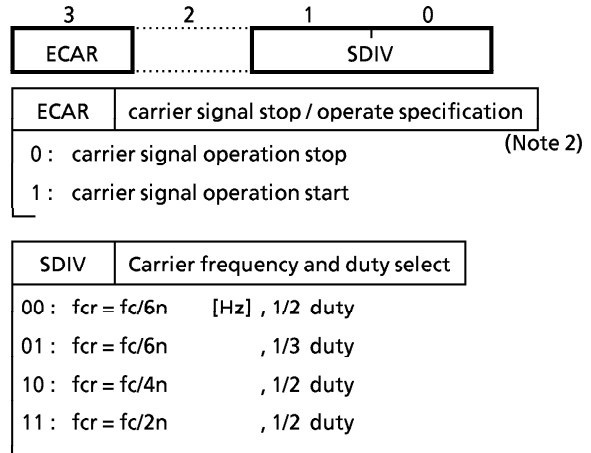 3 2 1 0
ECAR SDIV
ECAR carrier signal stop / operate specification
(Note 2)
0 : carrier signal operation stop
1 : carrier signal operation start
SDIV Carrier frequency and duty select
00 : fcr = fc/6n [Hz] , 1/2 duty
01 : fcr = fc/6n , 1/3 duty
10 : fcr = fc/4n , 1/2 duty
11 : fcr = fc/2n , 1/2 duty